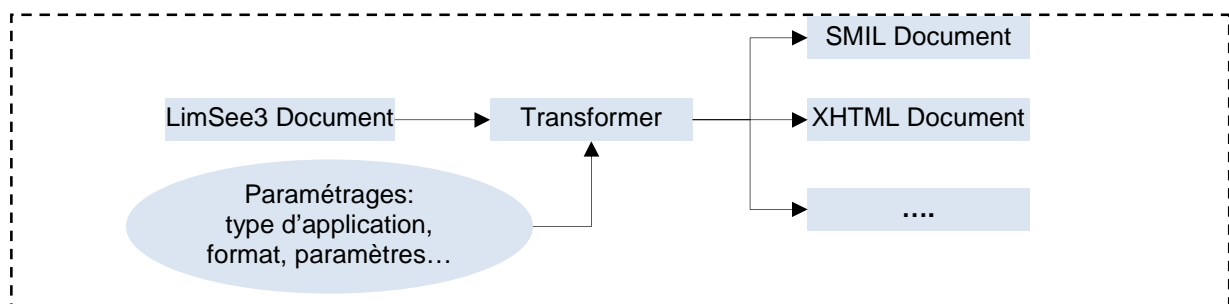 SMIL Document
LimSee3 Document
Transformer
XHTML Document
Paramétrages:
type d’application,
format, paramètres…
….